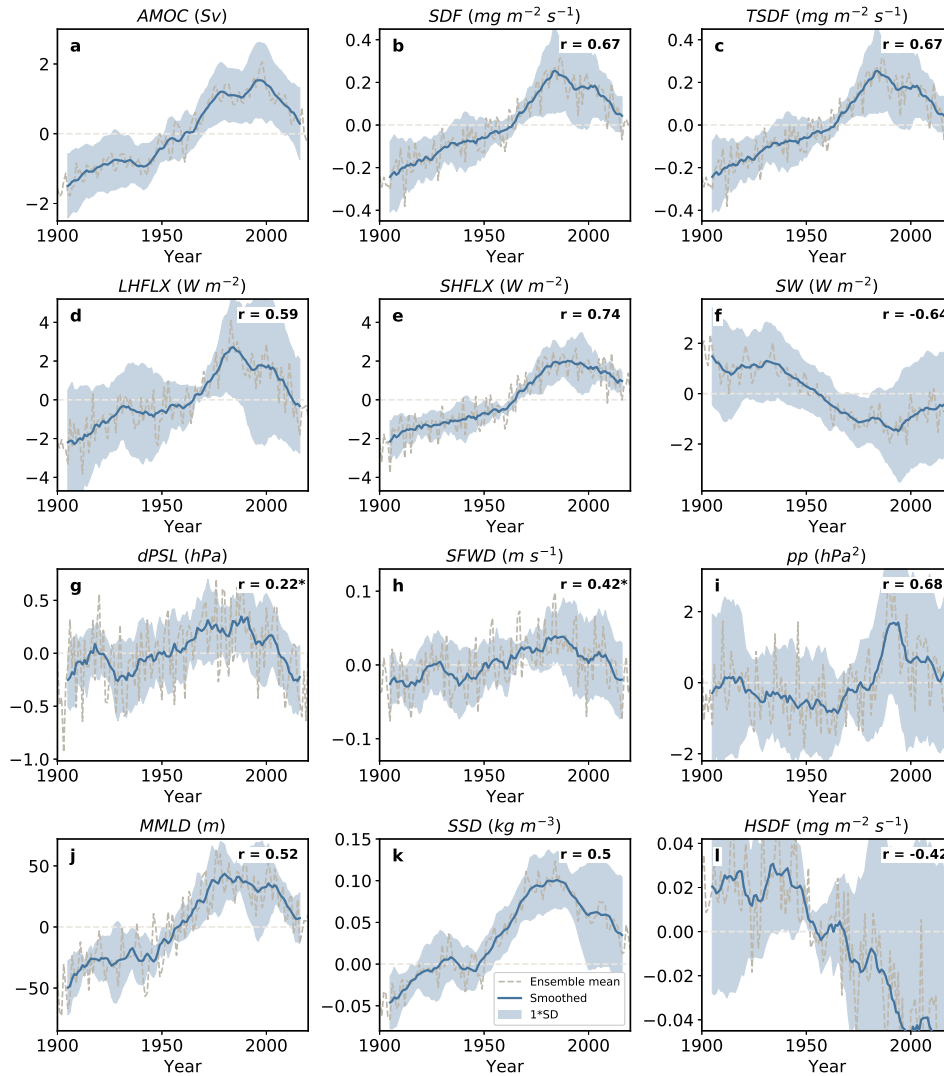 AMOC (Sv)
a
2
0
−2
1900
1950
2000
Year
SDF (mg m−2 s−1)
b
r = 0.67
0.4
0.2
0.0
−0.2
−0.4
1900
1950
2000
Year
TSDF (mg m−2 s−1)
c
r = 0.67
0.4
0.2
0.0
−0.2
−0.4
1900
1950
2000
Year
LHFLX (W m−2)
d
r = 0.59
4
2
0
−2
−4
1900
1950
2000
Year
SHFLX (W m−2)
e
r = 0.74
4
2
0
−2
−4
1900
1950
2000
Year
SW (W m−2)
f
r = -0.64
2
0
−2
1900
1950
2000
Year
dPSL (hPa)
g
r = 0.22*
0.5
0.0
−0.5
−1.0
1900
1950
2000
Year
SFWD (m s−1)
h
r = 0.42*
0.1
0.0
−0.1
1900
1950
2000
Year
pp (hPa2)
i
r = 0.68
2
0
−2
1900
1950
2000
Year
MMLD (m)
j
r = 0.52
50
0
−50
1900
1950
2000
Year
SSD (kg m−3)
k
r = 0.5
0.15
0.10
0.05
0.00
−0.05
Ensemble mean
Smoothed
1*SD
1900
1950
2000
Year
HSDF (mg m−2 s−1)
l
r = -0.42
0.04
0.02
0.00
−0.02
−0.04
1900
1950
2000
Year